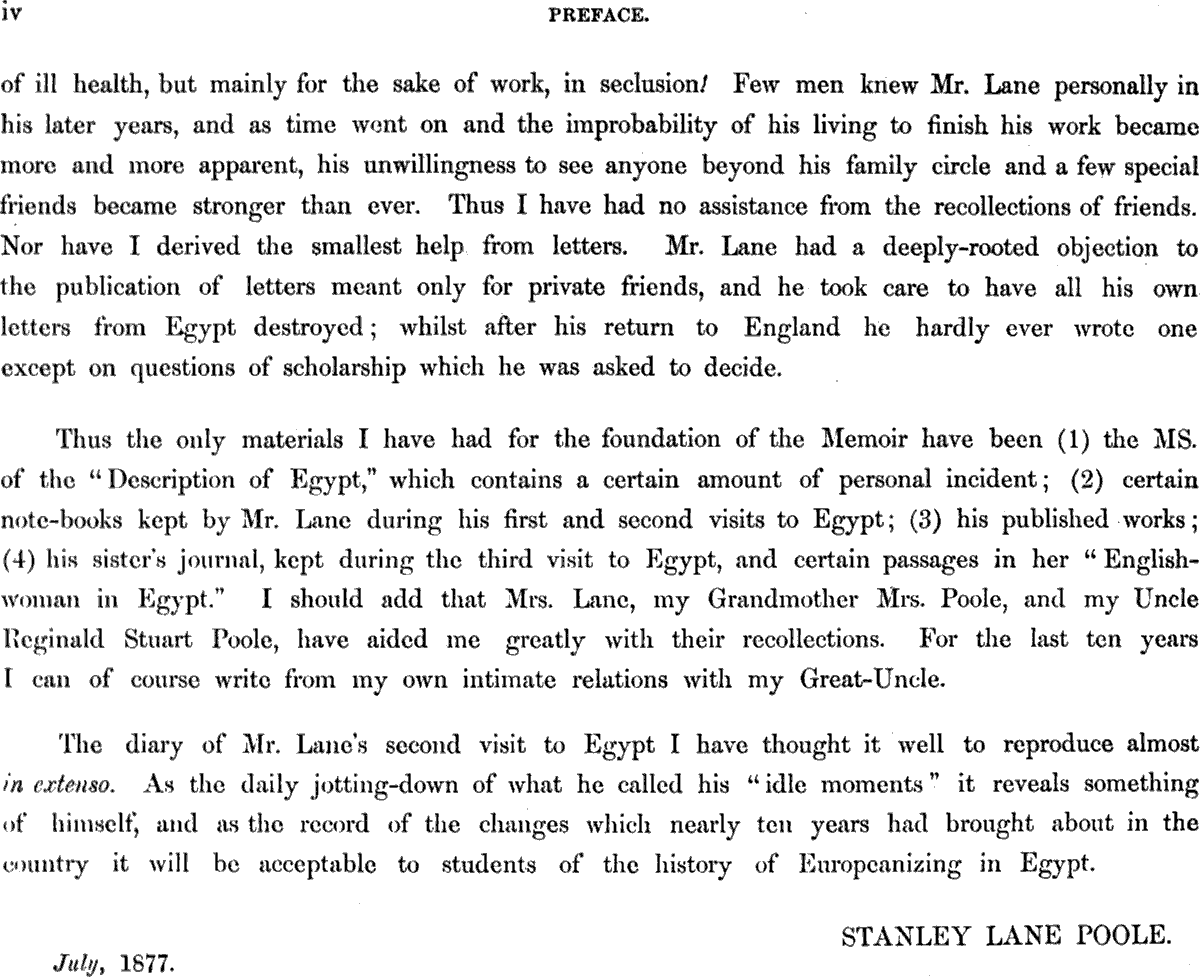 iv PREFACE.
of ill health, but mainly for the sake of work, in seclusion! Few men knew Mr. Lane personally in
his later years, and as time went on and the improbability of his living to finish his work became
more and more apparent, his unwillingness to see anyone beyond his family circle and a few special
friends became stronger than ever. Thus I have had no assistance from the recollections of friends.
Nor have I derived the smallest help from letters. Mr. Lane had a deeply-rooted objection to
the publication of letters meant only for private friends, and he took care to have all his own
letters from Egypt destroyed; whilst after his return to England he hardly ever wrote one
except on questions of scholarship which he was asked to decide.
Thus the only materials I have had for the foundation of the Memoir have been (1) the MS.
of the "Description of Egypt," which contains a certain amount of personal incident; (2) certain
note-books kept by Mr. Lane during his first and second visits to Egypt; (3) his published works;
(4) his sister's journal, kept during the third visit to Egypt, and certain passages in her "English-
woman in Egypt." I should add that Mrs. Lane, my Grandmother Mrs. Poole, and my Uncle
Reginald Stuart Poole, have aided me greatly with their recollections. For the last ten years
I can of course write from my own intimate relations with my Great-Uncle.
The diary of Mr. Lane's second visit to Egypt I have thought it well to reproduce almost
in extenso. As the daily jotting-down of what he called his "idle moments" it reveals something
of himself, and as the record of the changes which nearly ten years had brought about in the
country it will be acceptable to students of the history of Europeanizing in Egypt.
STANLEY LANE POOLE.
July, 1877.